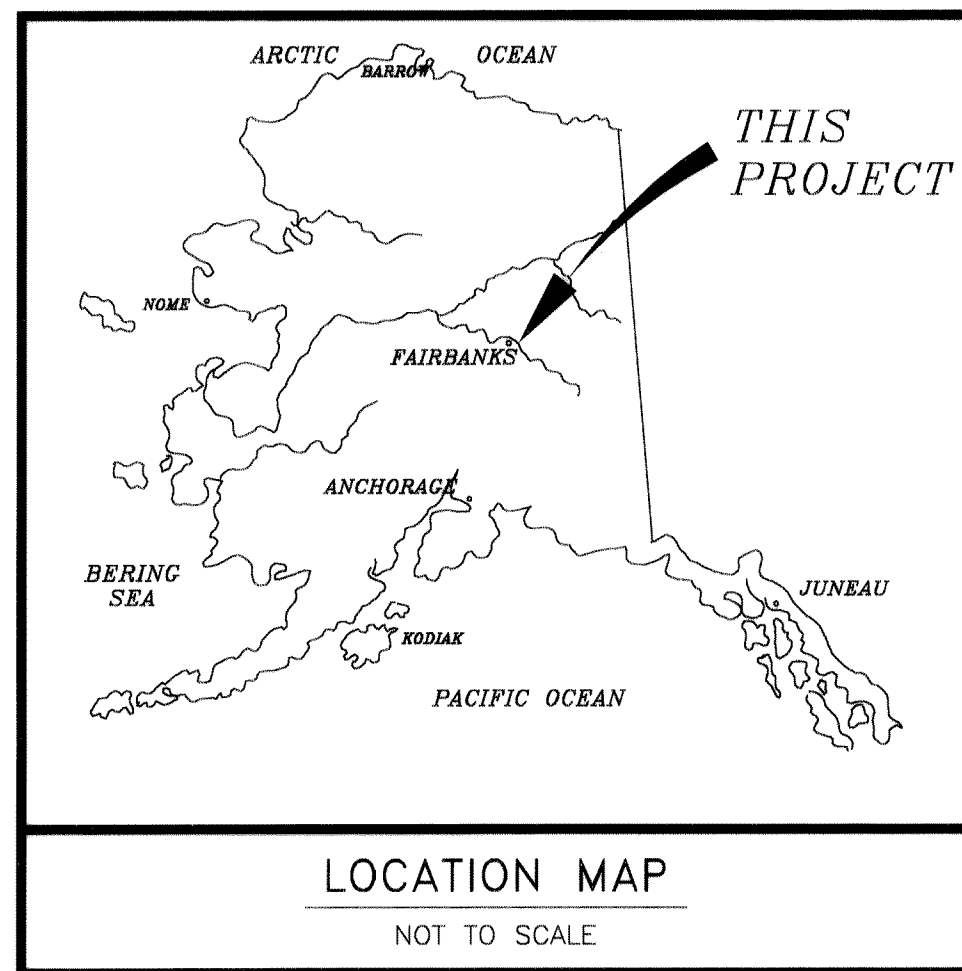 ARCTIC OCEAN
BARROW
THIS
PROJECT
NOME
FAIRBANKS
ANCHORAGE
BERING
SEA
JUNEAU
KODIAK
PACIFIC OCEAN
LOCATION MAP
NOT TO SCALE